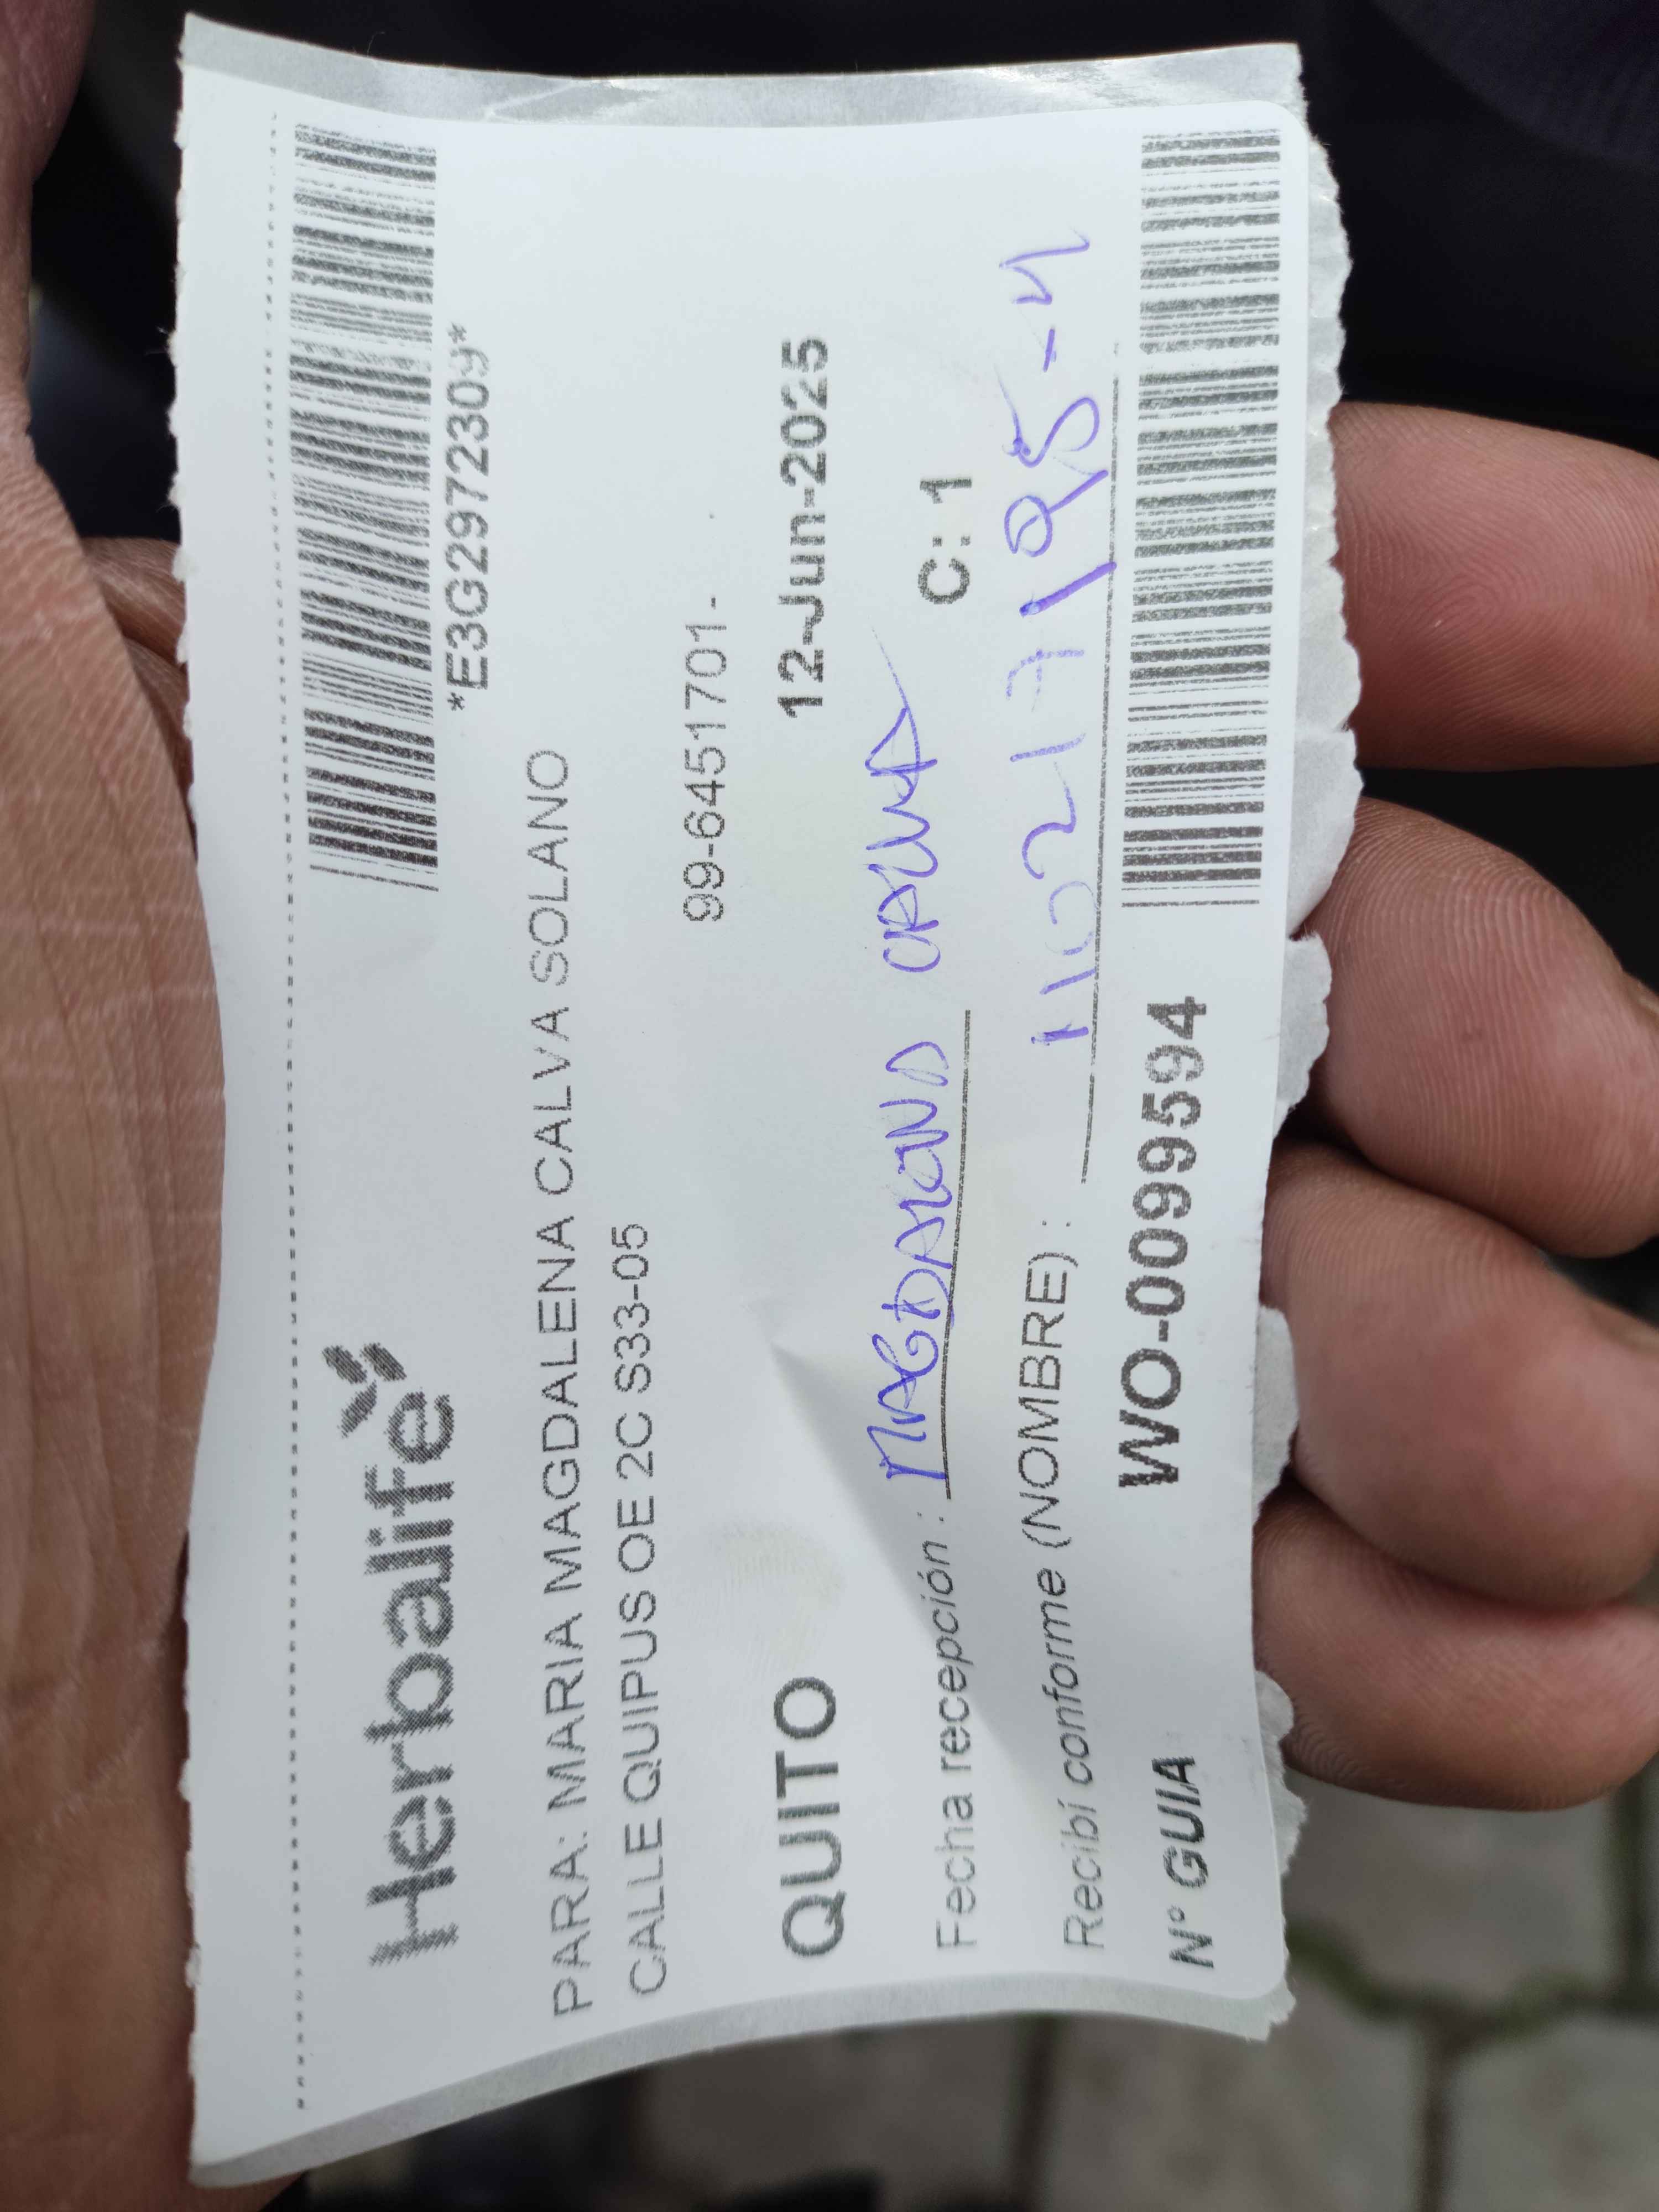 Herbalife
*E3G2972309*
PARA: MARIA MAGDALENA CALVA SOLANO
CALLE QUIPUS OE 2C S33-05
99-6451701-
QUITO 12-Jun-2025
Fecha recepción : CALVA
C: 1
Recibí conforme (NOMBRE) :
N° GUIA WO-0099594